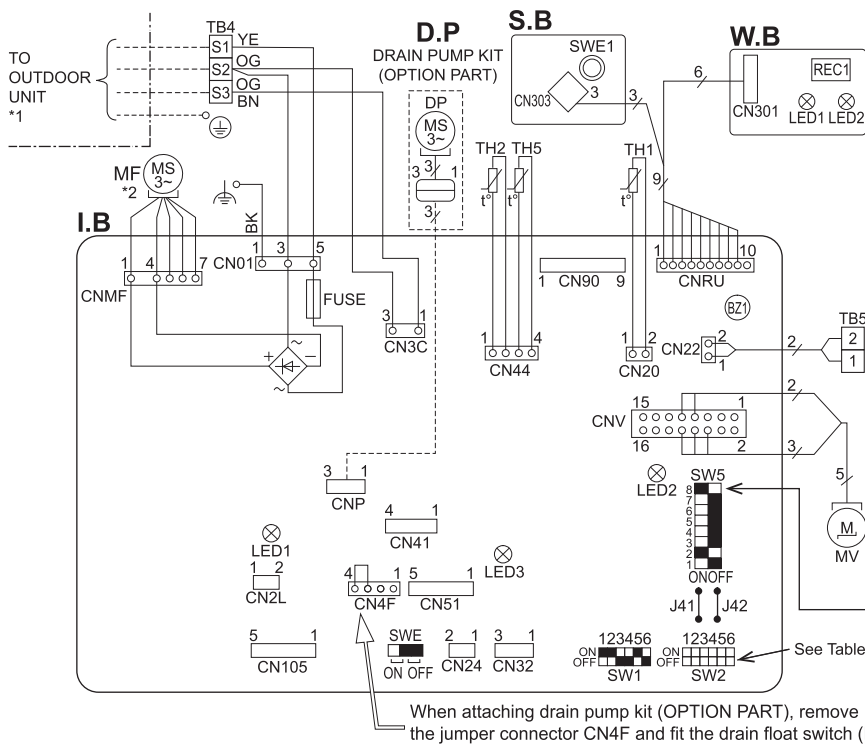 TO
OUTDOOR
UNIT
*1
TB4
S1 YE
S2 OG
S3 OG
BN
D.P
DRAIN PUMP KIT
(OPTION PART)
DP
MS
3~
3
3 1
3
S.B
SWE1
CN303
3
3
W.B
6
REC1
CN301
LED1 LED2
MF
*2
MS
3~
BK
TH2 TH5
t° t°
TH1
t°
9
I.B
1 4 7
CNMF
CN01
1 3 5
FUSE
+ ~ −
~
3 1
CN3C
1 4
CN44
1 CN90 9
1 10
CNRU
1 2
CN20
BZ1
CN22
2
1
2
TB5
2
1
CNV
15 1
16 2
2
3
5
M
MV
3 1
CNP
4 1
CN41
LED1
1 2
CN2L
4 1
CN4F
5 1
CN51
LED3
LED2
SW5
8
7
6
5
4
3
2
1
ONOFF
J41 J42
5 1
CN105
SWE
ON OFF
2 1
CN24
3 1
CN32
123456
ON
OFF
SW1
123456
ON
OFF
SW2
See Table
When attaching drain pump kit (OPTION PART), remove
the jumper connector CN4F and fit the drain float switch (